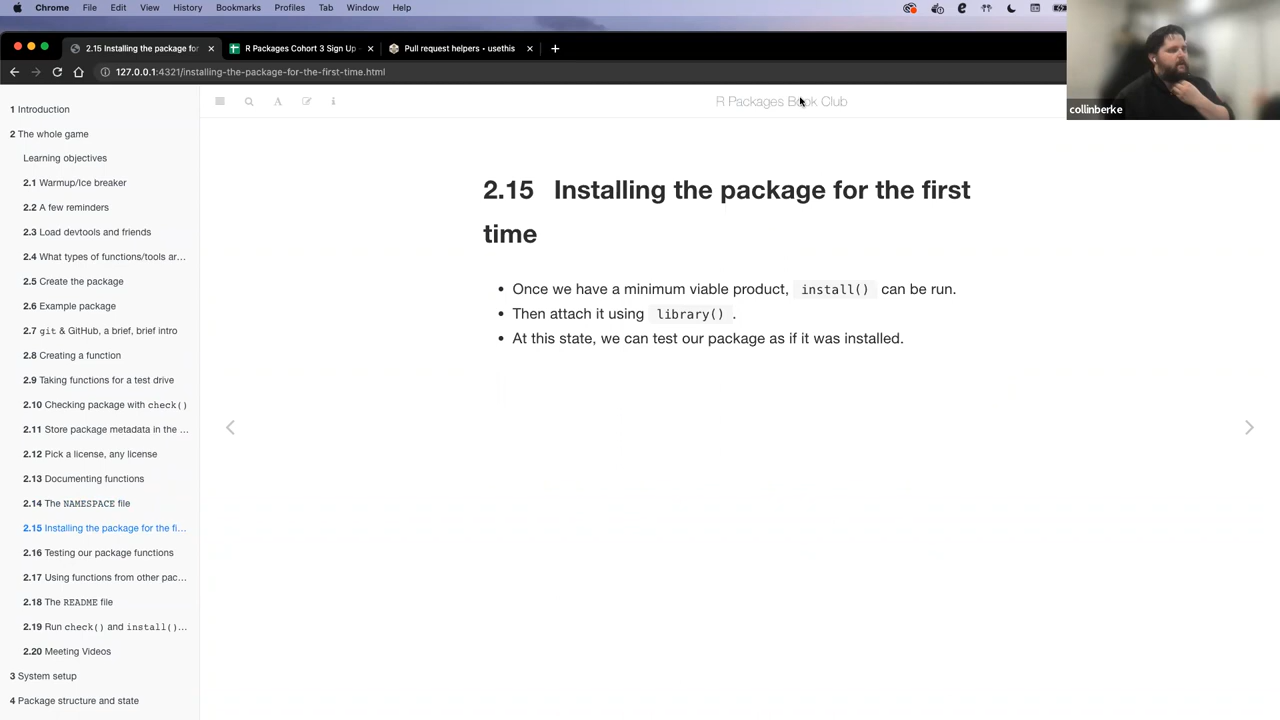 Chrome File Edit View History Bookmarks Profiles Tab Window Help
2.15 Installing the package for
R Packages Cohort 3 Sign Up
Pull request helpers • usethis
127.0.0.1:4321/installing-the-package-for-the-first-time.html
collinberke
R Packages Book Club
1 Introduction
2 The whole game
Learning objectives
2.1 Warmup/Ice breaker
2.2 A few reminders
2.3 Load devtools and friends
2.4 What types of functions/tools ar...
2.5 Create the package
2.6 Example package
2.7 git & GitHub, a brief, brief intro
2.8 Creating a function
2.9 Taking functions for a test drive
2.10 Checking package with check()
2.11 Store package metadata in the ...
2.12 Pick a license, any license
2.13 Documenting functions
2.14 The NAMESPACE file
2.15 Installing the package for the fi...
2.16 Testing our package functions
2.17 Using functions from other pac...
2.18 The README file
2.19 Run check() and install()...
2.20 Meeting Videos
3 System setup
4 Package structure and state
2.15 Installing the package for the first
time
• Once we have a minimum viable product, install() can be run.
• Then attach it using library().
• At this state, we can test our package as if it was installed.